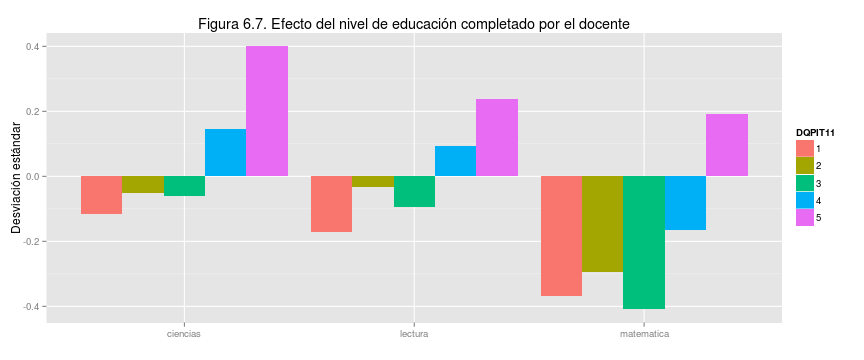 Figura 6.7. Efecto del nivel de educación completado por el docente
Desviación estándar
0.4
0.2
0.0
-0.2
-0.4
ciencias
lectura
matematica
DQPIT11
1
2
3
4
5